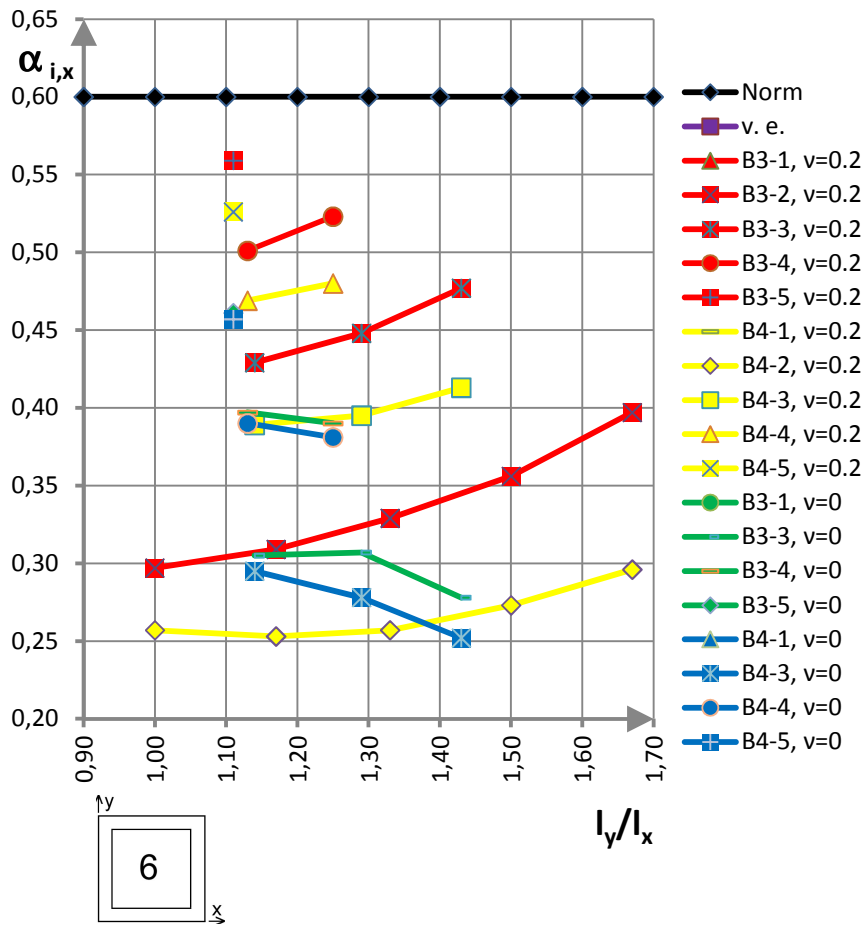 0,65
α i,x
0,60
0,55
0,50
0,45
0,40
0,35
0,30
0,25
0,20
0,90
1,00
1,10
1,20
1,30
1,40
1,50
1,60
1,70
ly/lx
Norm
v. e.
B3-1, ν=0.2
B3-2, ν=0.2
B3-3, ν=0.2
B3-4, ν=0.2
B3-5, ν=0.2
B4-1, ν=0.2
B4-2, ν=0.2
B4-3, ν=0.2
B4-4, ν=0.2
B4-5, ν=0.2
B3-1, ν=0
B3-3, ν=0
B3-4, ν=0
B3-5, ν=0
B4-1, ν=0
B4-3, ν=0
B4-4, ν=0
B4-5, ν=0
y
6
x